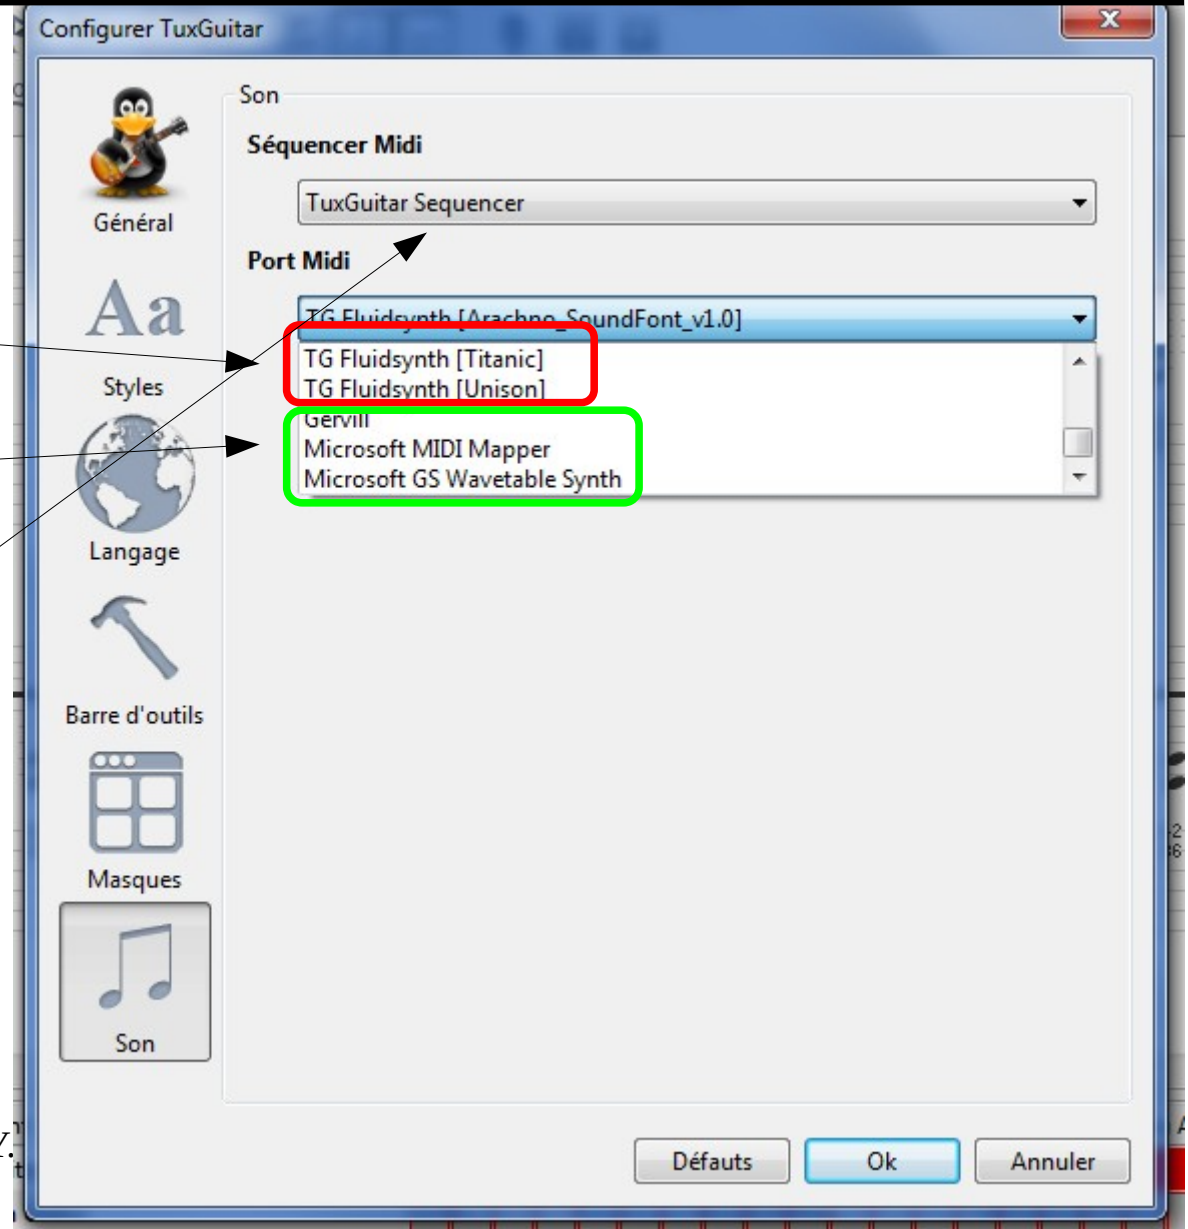 Configurer TuxGuitar
Général
Styles
Langage
Barre d'outils
Masques
Son
Son
Séquencer Midi
TuxGuitar Sequencer
Port Midi
TG Fluidsynth [Arachno_SoundFont_v1.0]
TG Fluidsynth [Titanic]
TG Fluidsynth [Unison]
Gervill
Microsoft MIDI Mapper
Microsoft GS Wavetable Synth
Défauts
Ok
Annuler